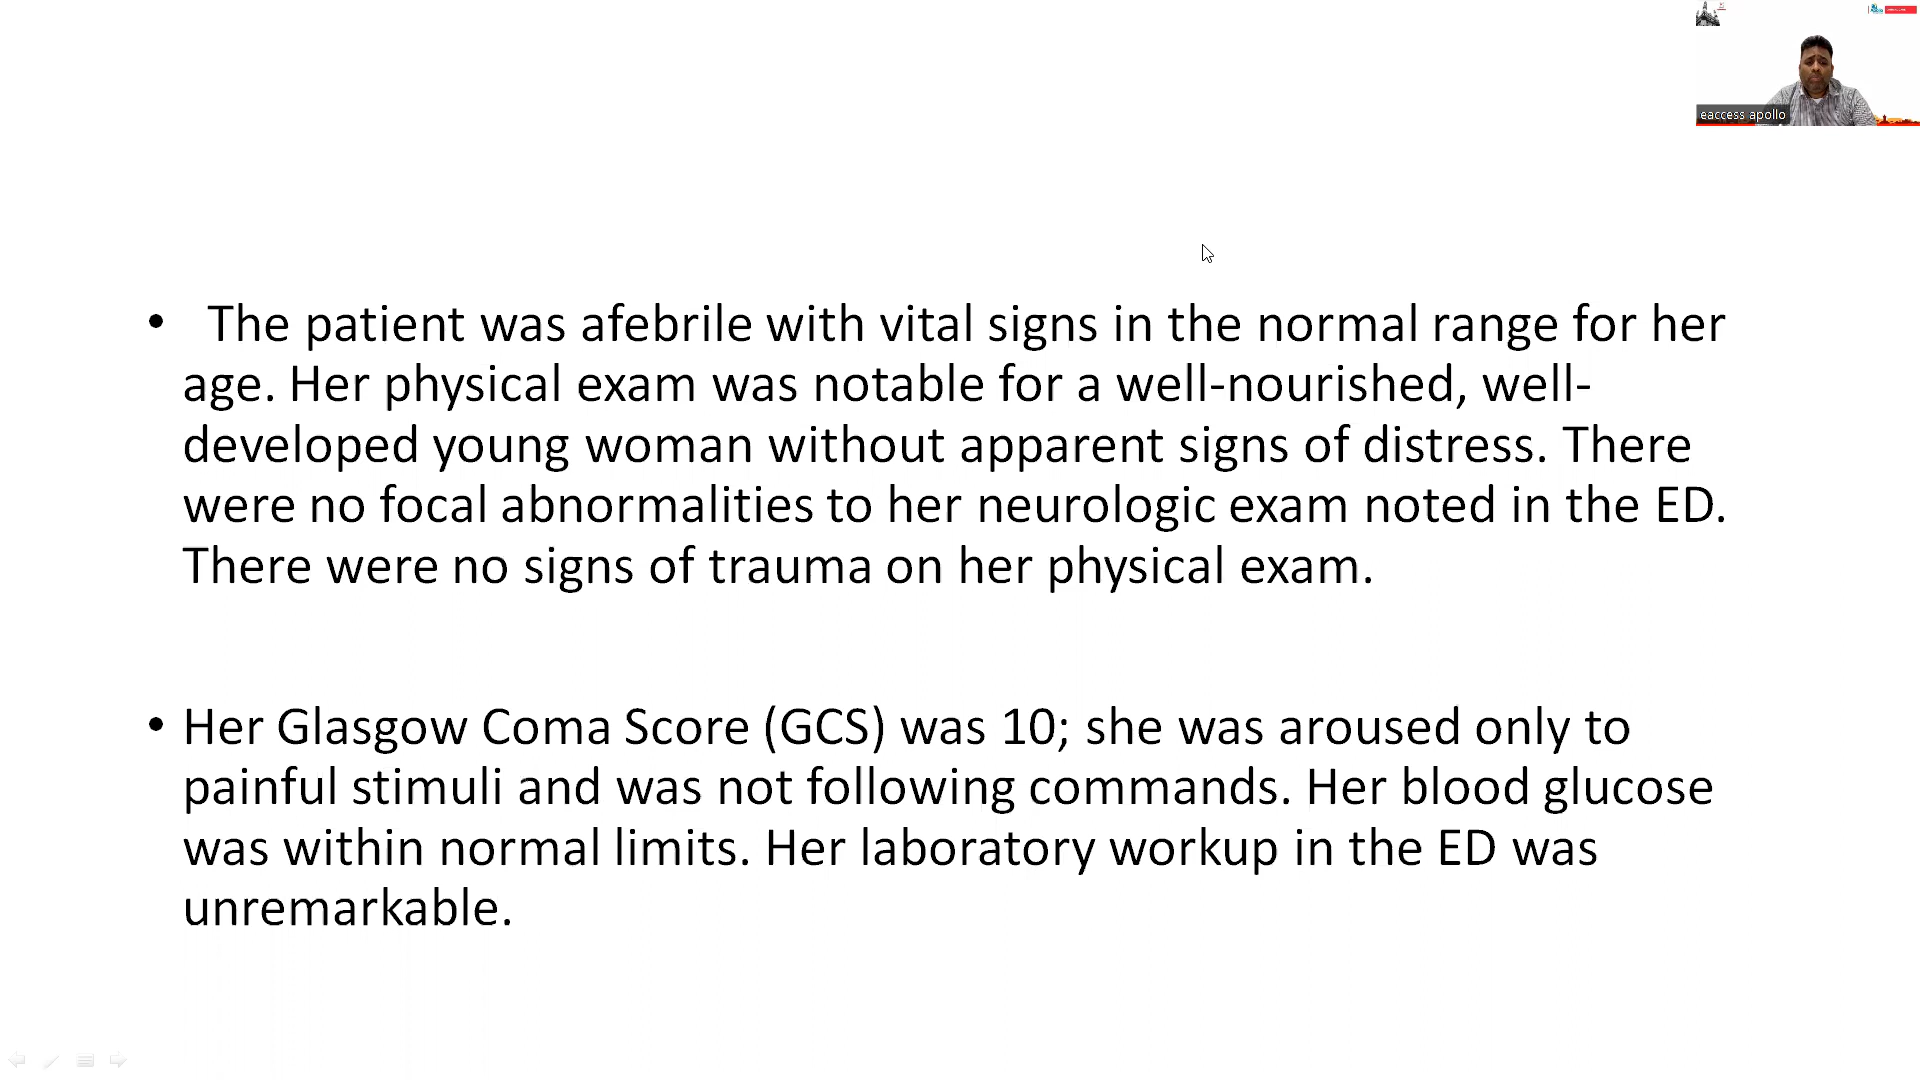 eaccess apollo
• The patient was afebrile with vital signs in the normal range for her
age. Her physical exam was notable for a well-nourished, well-
developed young woman without apparent signs of distress. There
were no focal abnormalities to her neurologic exam noted in the ED.
There were no signs of trauma on her physical exam.
• Her Glasgow Coma Score (GCS) was 10; she was aroused only to
painful stimuli and was not following commands. Her blood glucose
was within normal limits. Her laboratory workup in the ED was
unremarkable.